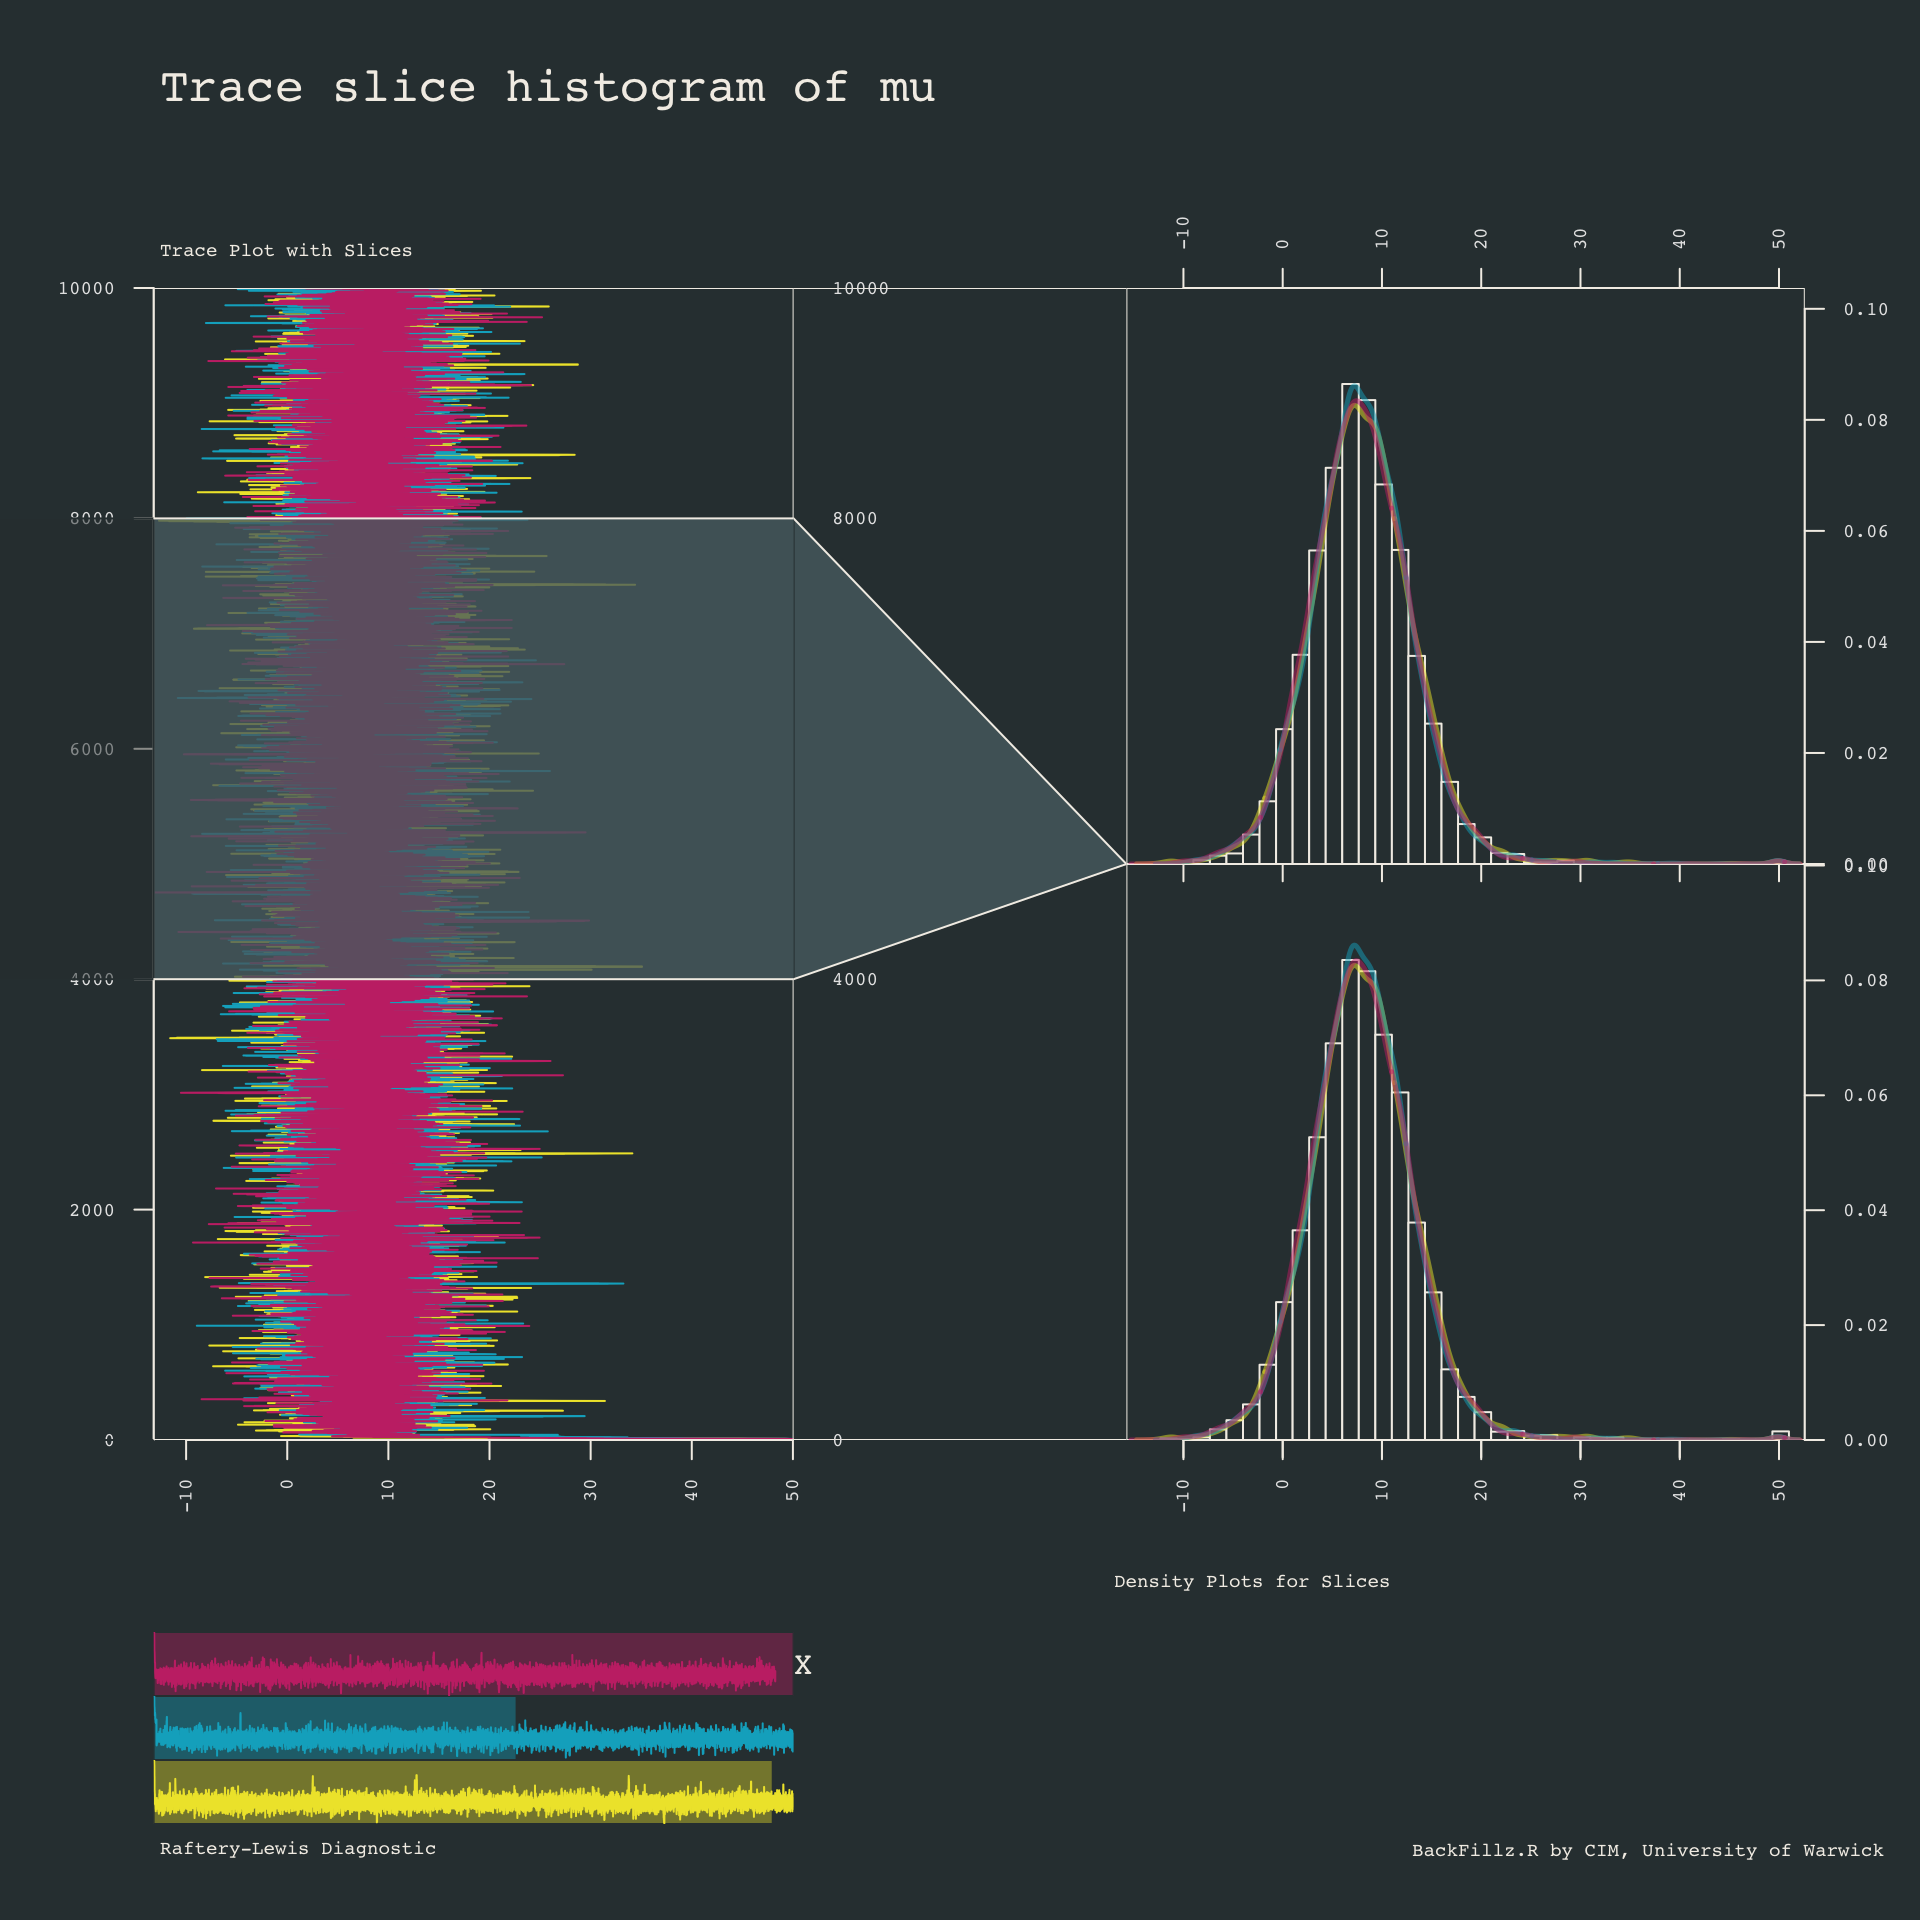 Trace slice histogram of mu
Trace Plot with Slices
-10 0 10 20 30 40 50
10000 10000
0.10
0.08
8000 8000
0.06
0.04
6000
0.02
0.08
4000 4000
0.06
2000
0.04
0.02
0 0 0.00
-10 0 10 20 30 40 50
-10 0 10 20 30 40 50
Density Plots for Slices
X
Raftery-Lewis Diagnostic
BackFillz.R by CIM, University of Warwick